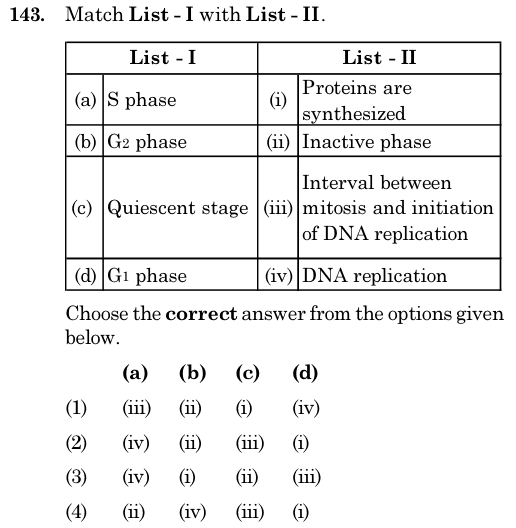 143. Match List - I with List - II.
List - I List - II
(a) S phase (i) Proteins are synthesized
(b) G2 phase (ii) Inactive phase
(c) Quiescent stage (iii) Interval between mitosis and initiation of DNA replication
(d) G1 phase (iv) DNA replication
Choose the correct answer from the options given
below.
(a) (b) (c) (d)
(1) (iii) (ii) (i) (iv)
(2) (iv) (ii) (iii) (i)
(3) (iv) (i) (ii) (iii)
(4) (ii) (iv) (iii) (i)